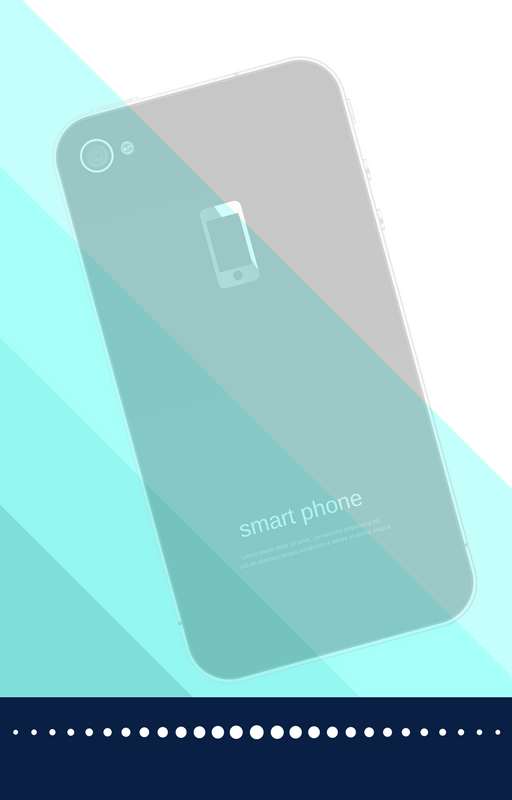 smart phone
Lorem ipsum dolor sit amet, consectetur adipisicing elit,
sed do eiusmod tempor incididunt ut labore et dolore magna